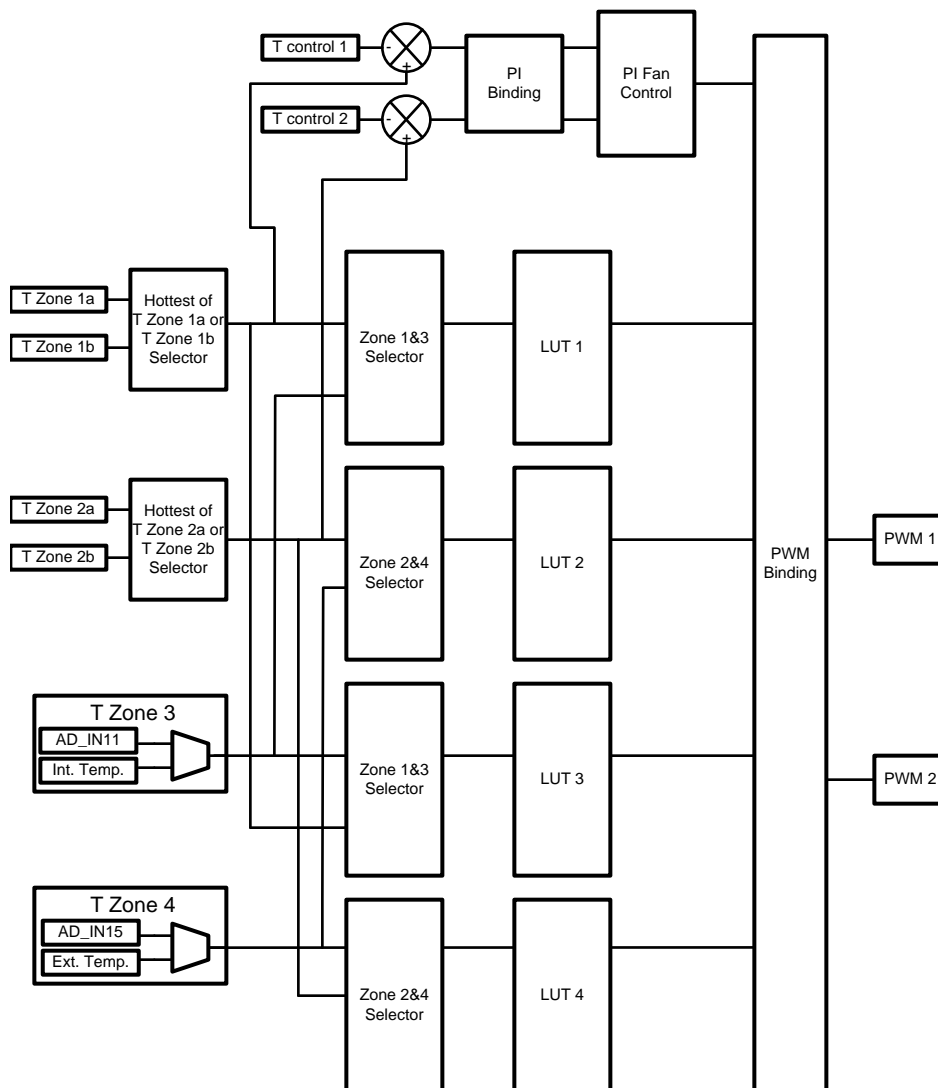 T control 1
-
+
PI
Binding
PI Fan
Control
T control 2
-
+
T Zone 1a
T Zone 1b
Hottest of
T Zone 1a or
T Zone 1b
Selector
Zone 1&3
Selector
LUT 1
T Zone 2a
T Zone 2b
Hottest of
T Zone 2a or
T Zone 2b
Selector
Zone 2&4
Selector
LUT 2
PWM
Binding
PWM 1
T Zone 3
AD_IN11
Int. Temp.
Zone 1&3
Selector
LUT 3
PWM 2
T Zone 4
AD_IN15
Ext. Temp.
Zone 2&4
Selector
LUT 4